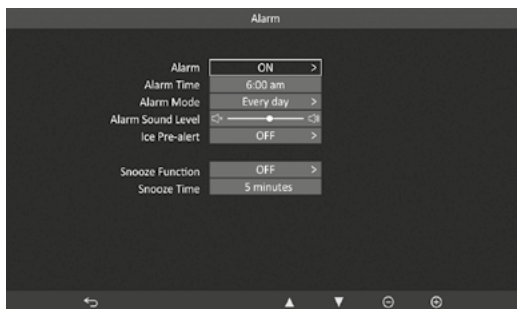 Alarm
Alarm ON >
Alarm Time 6:00 am
Alarm Mode Every day >
Alarm Sound Level
Ice Pre-alert OFF >
Snooze Function OFF >
Snooze Time 5 minutes